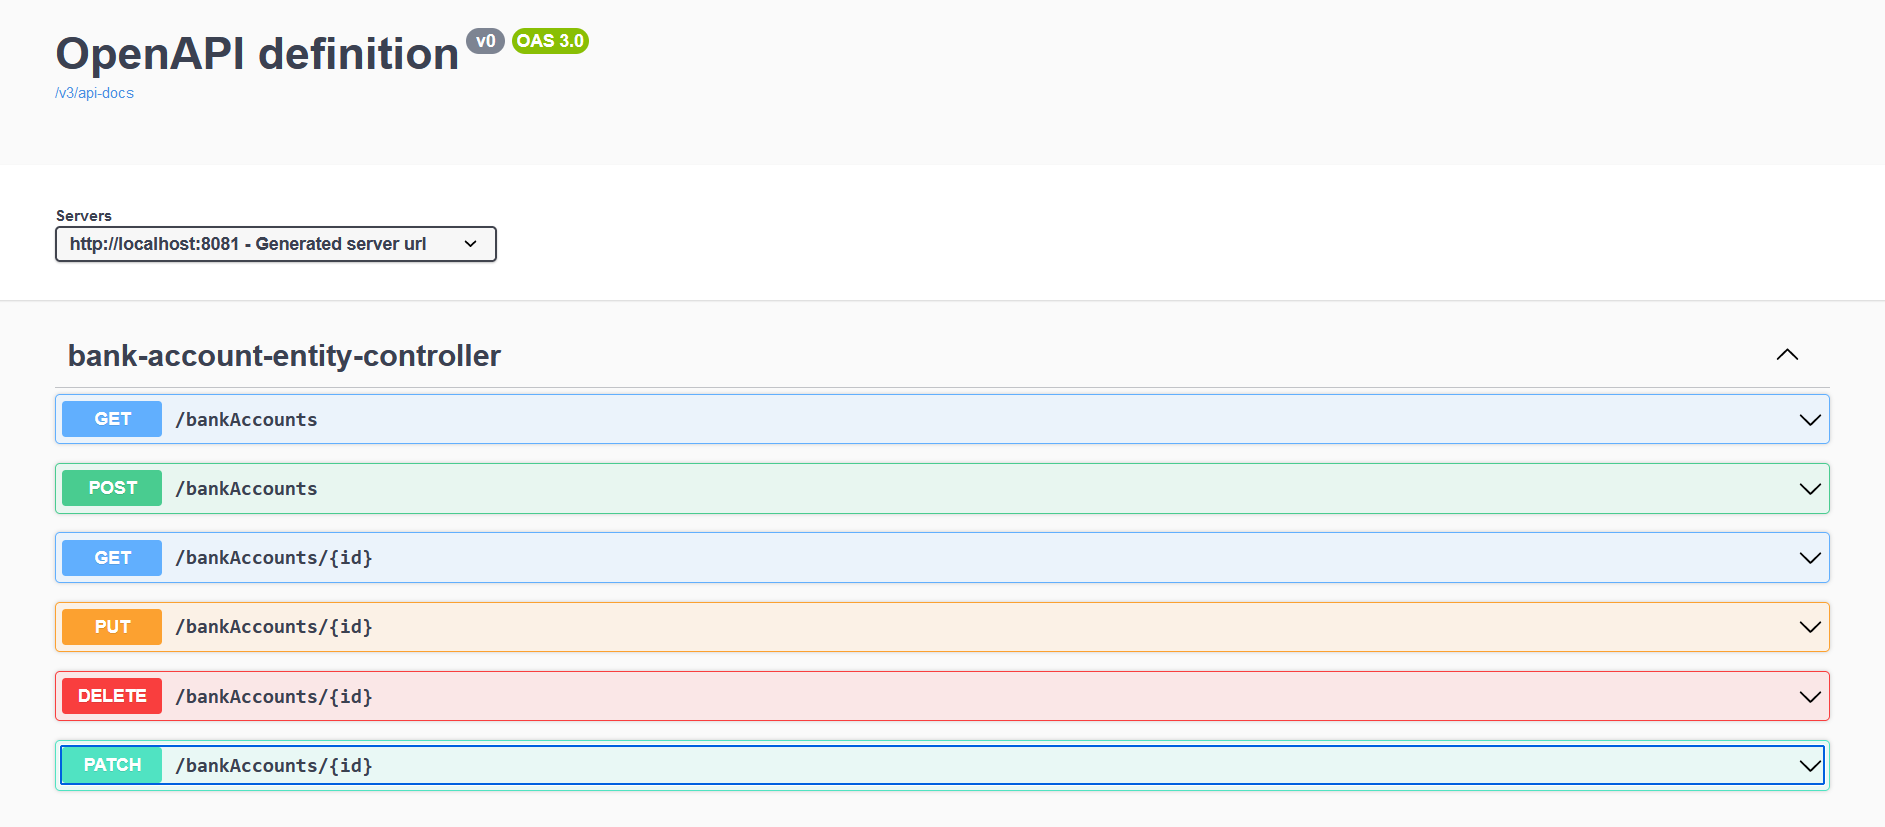 OpenAPI definition v0 OAS 3.0
/v3/api-docs
Servers
http://localhost:8081 - Generated server url
bank-account-entity-controller
GET /bankAccounts
POST /bankAccounts
GET /bankAccounts/{id}
PUT /bankAccounts/{id}
DELETE /bankAccounts/{id}
PATCH /bankAccounts/{id}